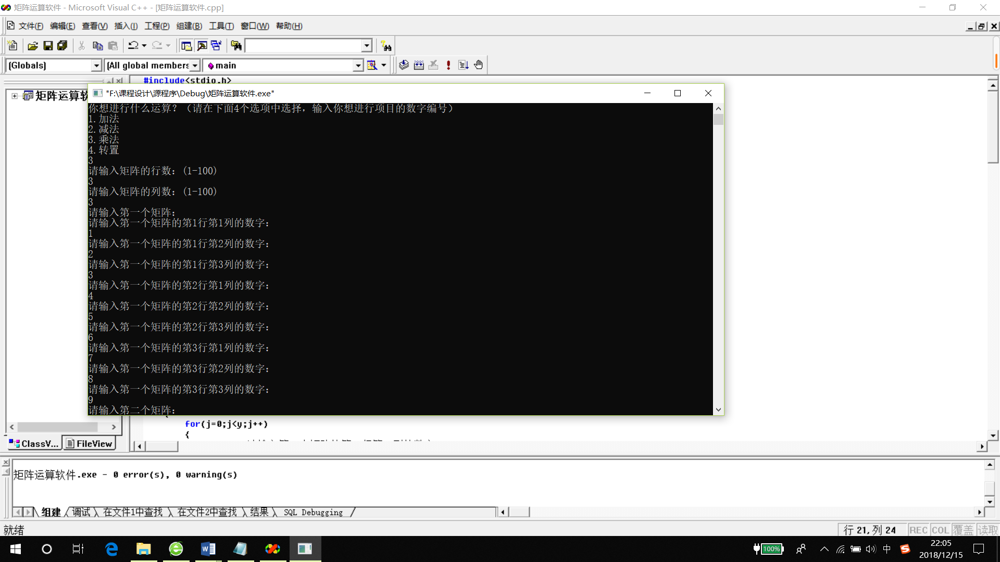 矩阵运算软件 - Microsoft Visual C++ - [矩阵运算软件.cpp]
文件(F) 编辑(E) 查看(V) 插入(I) 工程(P) 组建(B) 工具(T) 窗口(W) 帮助(H)
(Globals) (All global members main
#include<stdio.h>
矩阵运算软
"F:\课程设计\源程序\Debug\矩阵运算软件.exe"
你想进行什么运算？（请在下面4个选项中选择，输入你想进行项目的数字编号）
1.加法
2.减法
3.乘法
4.转置
3
请输入矩阵的行数：(1-100)
3
请输入矩阵的列数：(1-100)
3
请输入第一个矩阵：
请输入第一个矩阵的第1行第1列的数字：
1
请输入第一个矩阵的第1行第2列的数字：
2
请输入第一个矩阵的第1行第3列的数字：
3
请输入第一个矩阵的第2行第1列的数字：
4
请输入第一个矩阵的第2行第2列的数字：
5
请输入第一个矩阵的第2行第3列的数字：
6
请输入第一个矩阵的第3行第1列的数字：
7
请输入第一个矩阵的第3行第2列的数字：
8
请输入第一个矩阵的第3行第3列的数字：
9
请输入第二个矩阵：
for(j=0;j<y;j++)
{
ClassV... FileView
矩阵运算软件.exe - 0 error(s), 0 warning(s)
组建 调试 在文件1中查找 在文件2中查找 结果 SQL Debugging
就绪 行 21, 列 24 REC COL 覆盖 读取
100% 中 22:05
2018/12/15